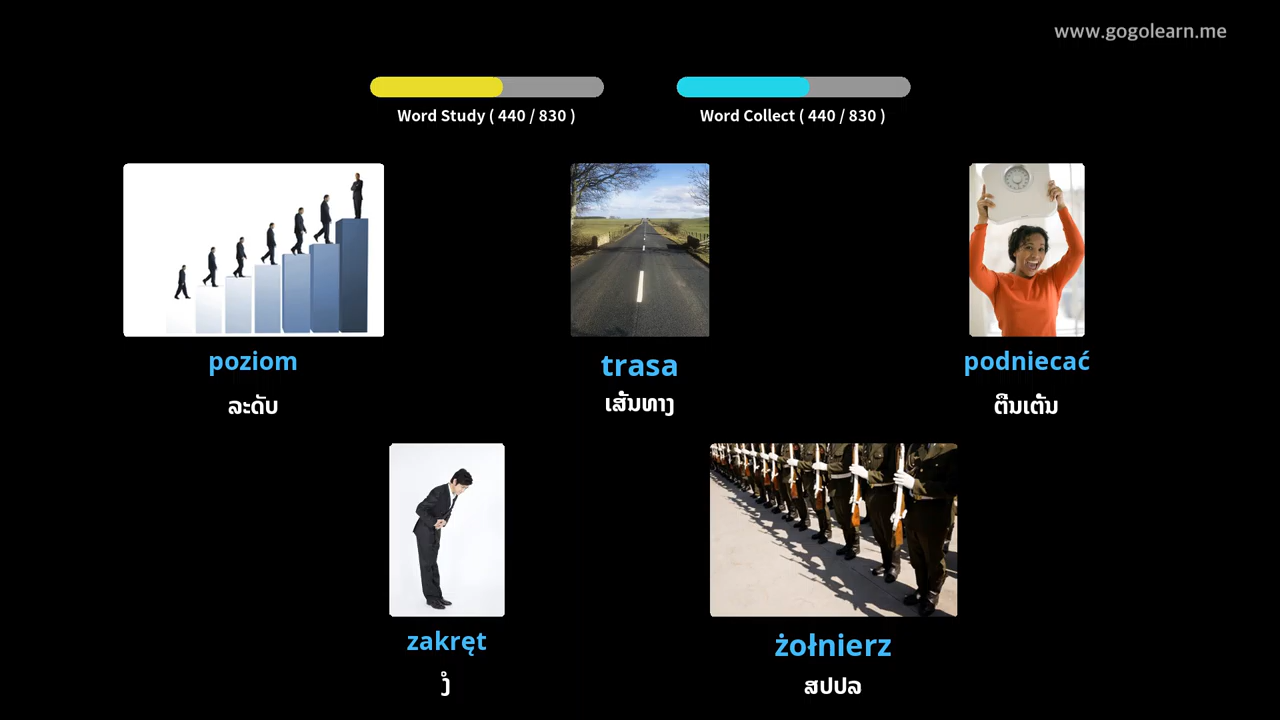 www.gogolearn.me
Word Study ( 440 / 830 )
Word Collect ( 440 / 830 )
poziom
trasa
podniecać
ລະດັບ
ເສັ້ນທາງ
ຕື່ນເຕັ້ນ
zakręt
żołnierz
ງໍ
ສປປລ